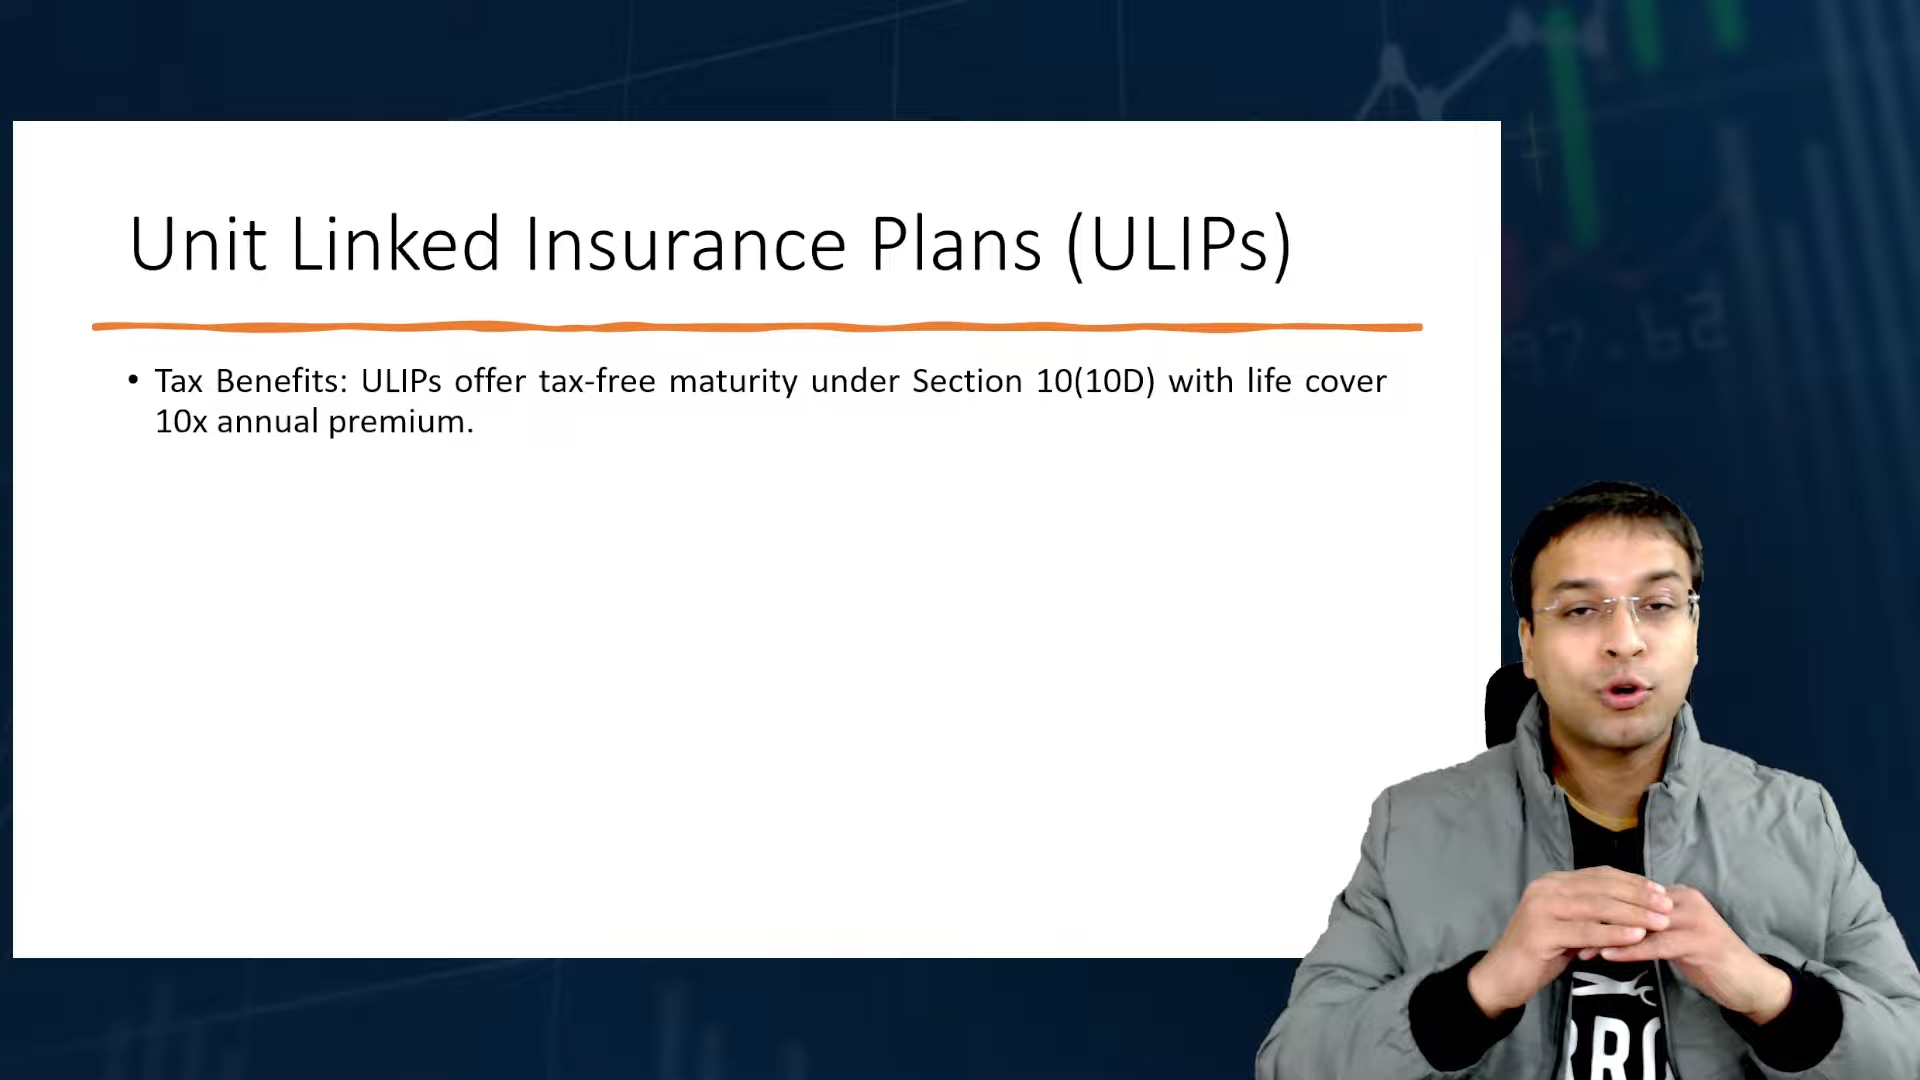 Unit Linked Insurance Plans (ULIPs)
• Tax Benefits: ULIPs offer tax-free maturity under Section 10(10D) with life cover
10x annual premium.